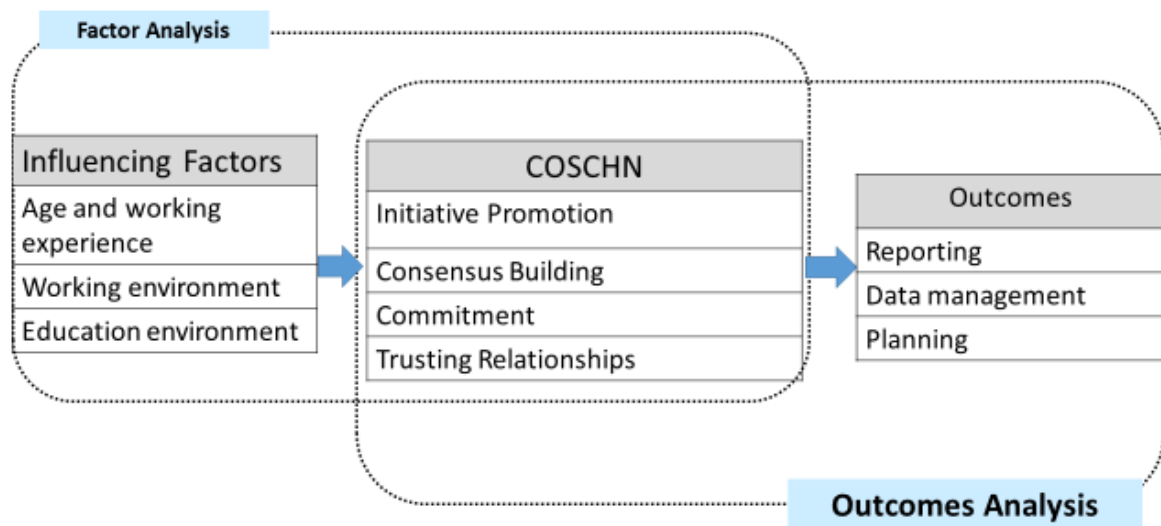 Factor Analysis
Influencing Factors
Age and working
experience
Working environment
Education environment
COSCHN
Initiative Promotion
Consensus Building
Commitment
Trusting Relationships
Outcomes
Reporting
Data management
Planning
Outcomes Analysis